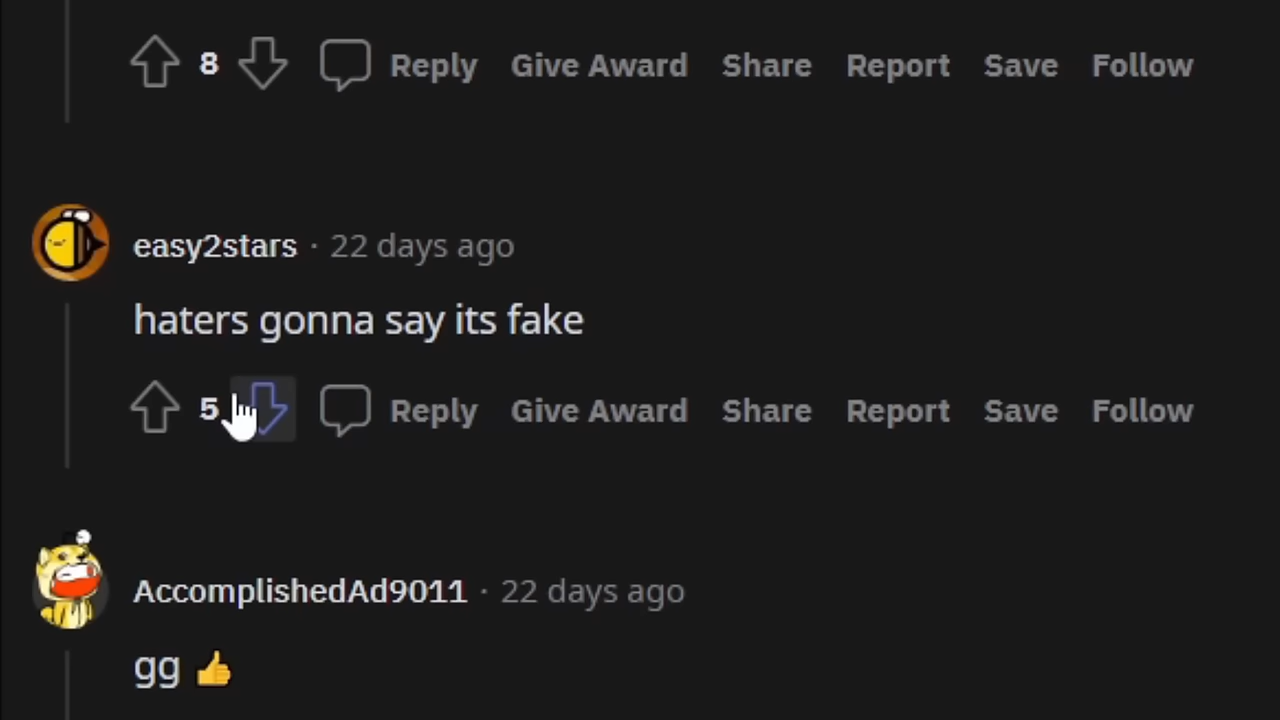 8 Reply Give Award Share Report Save Follow
easy2stars · 22 days ago
haters gonna say its fake
5 Reply Give Award Share Report Save Follow
AccomplishedAd9011 · 22 days ago
gg 👍